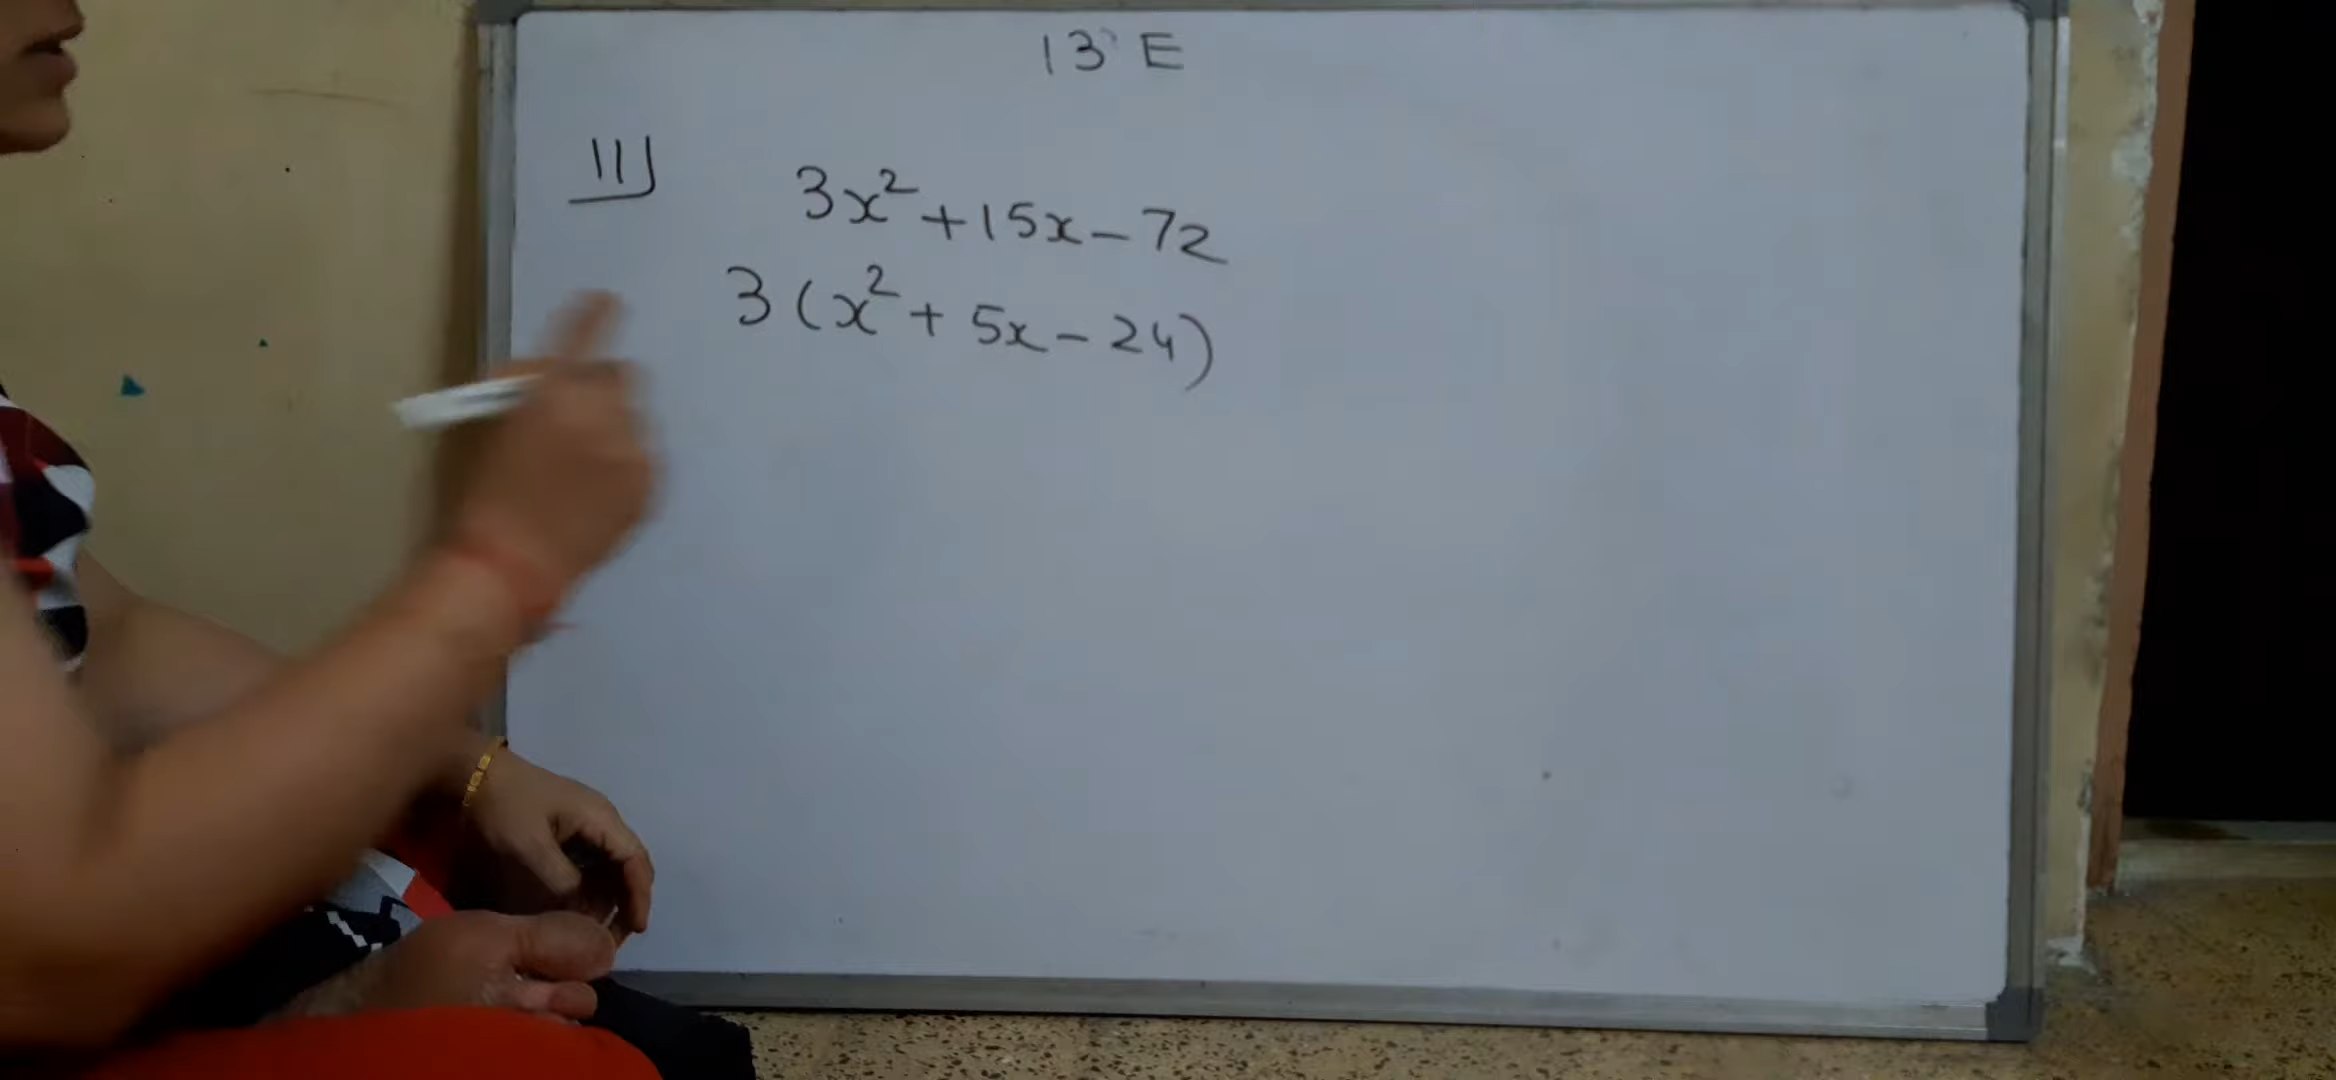 13 E
11)
3x² + 15x - 72
3 (x² + 5x - 24)